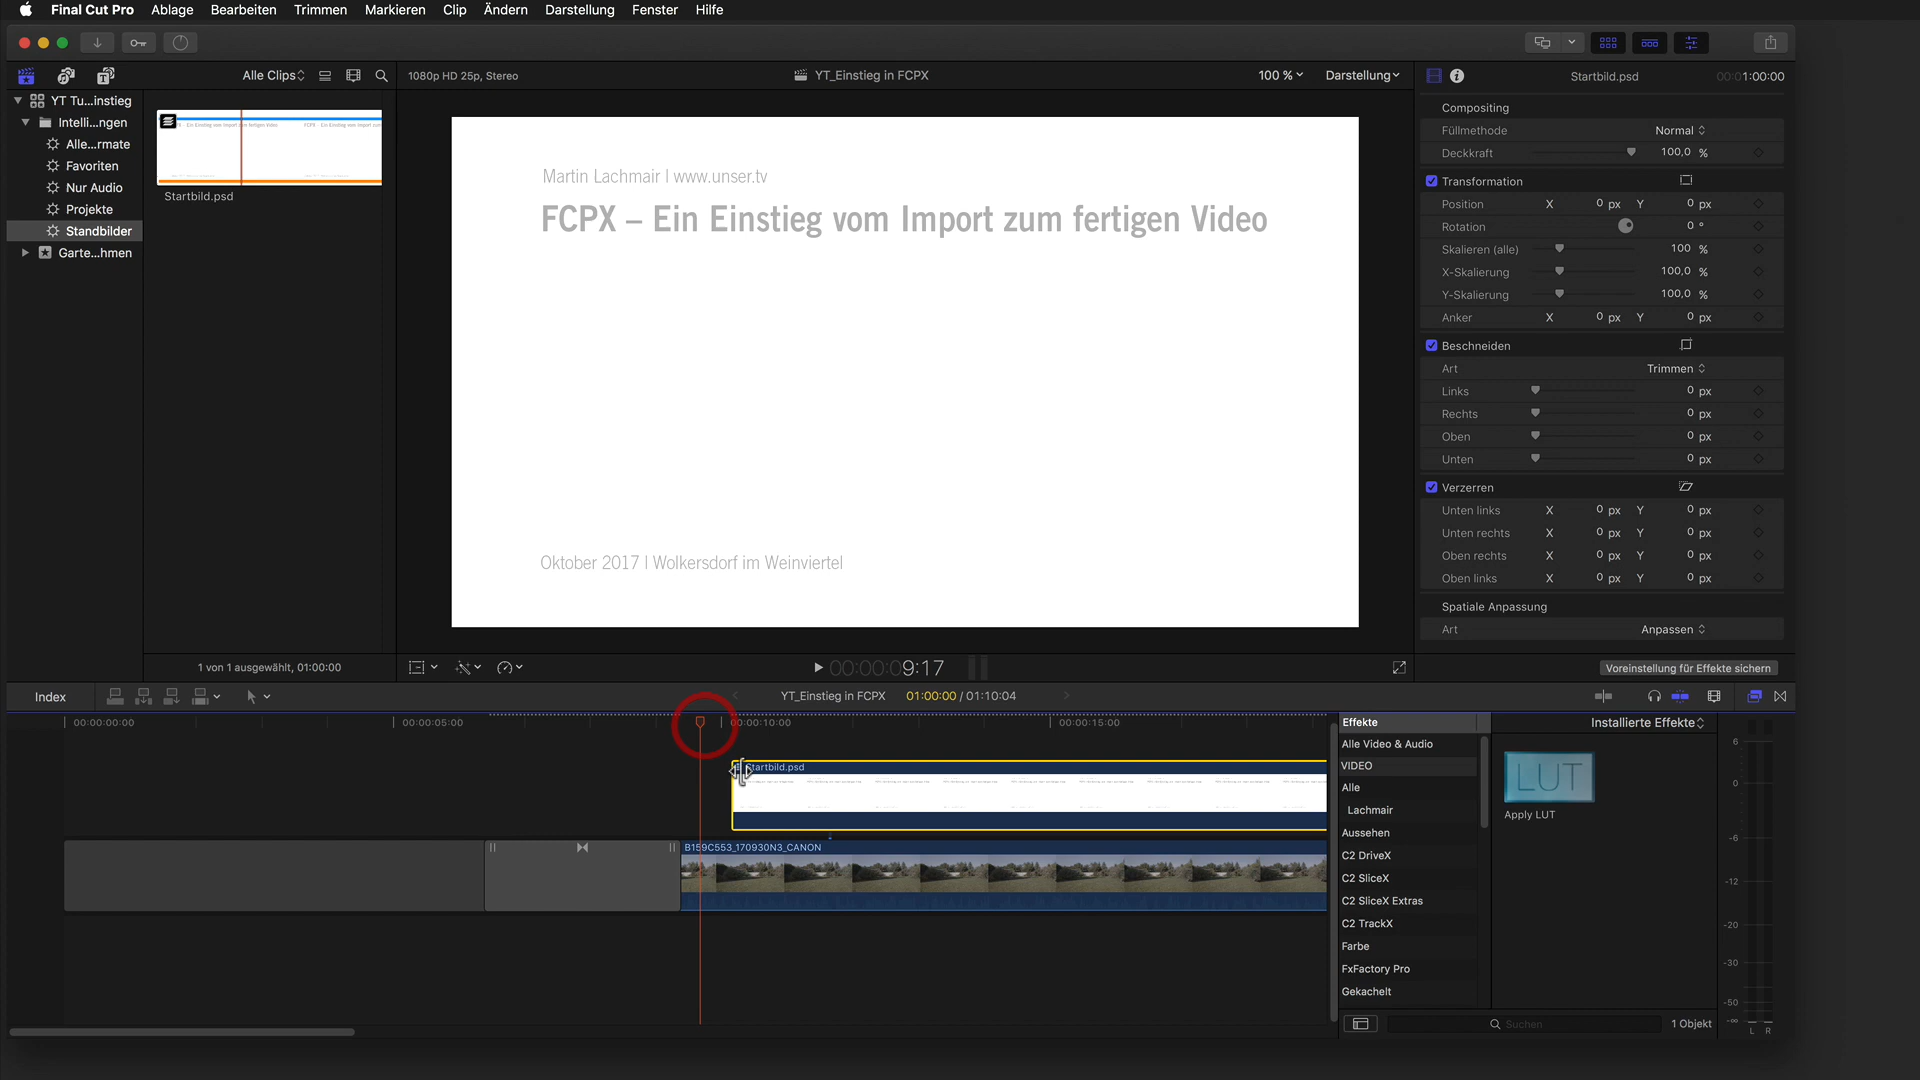 Final Cut Pro Ablage Bearbeiten Trimmen Markieren Clip Ändern Darstellung Fenster Hilfe
Alle Clips
1080p HD 25p, Stereo
YT_Einstieg in FCPX
100 %
Darstellung
Startbild.psd
00:01:00:00
YT Tu...instieg
Intelli...ngen
Alle...rmate
Favoriten
Nur Audio
Projekte
Standbilder
Garte...hmen
Startbild.psd
Martin Lachmair | www.unser.tv
FCPX – Ein Einstieg vom Import zum fertigen Video
Oktober 2017 | Wolkersdorf im Weinviertel
Compositing
Füllmethode Normal
Deckkraft 100,0 %
Transformation
Position X 0 px Y 0 px
Rotation 0 °
Skalieren (alle) 100 %
X-Skalierung 100,0 %
Y-Skalierung 100,0 %
Anker X 0 px Y 0 px
Beschneiden
Art Trimmen
Links 0 px
Rechts 0 px
Oben 0 px
Unten 0 px
Verzerren
Unten links X 0 px Y 0 px
Unten rechts X 0 px Y 0 px
Oben rechts X 0 px Y 0 px
Oben links X 0 px Y 0 px
Spatiale Anpassung
Art Anpassen
1 von 1 ausgewählt, 01:00:00
00:00:09:17
Voreinstellung für Effekte sichern
Index
YT_Einstieg in FCPX 01:00:00 / 01:10:04
00:00:00:00 00:00:05:00 00:00:10:00 00:00:15:00
Startbild.psd
B159C553_170930N3_CANON
Effekte
Installierte Effekte
Alle Video & Audio
VIDEO
Alle
Lachmair
Aussehen
C2 DriveX
C2 SliceX
C2 SliceX Extras
C2 TrackX
Farbe
FxFactory Pro
Gekachelt
LUT
Apply LUT
Suchen
1 Objekt
6
0
-6
-12
-20
-30
-50
-∞
L R